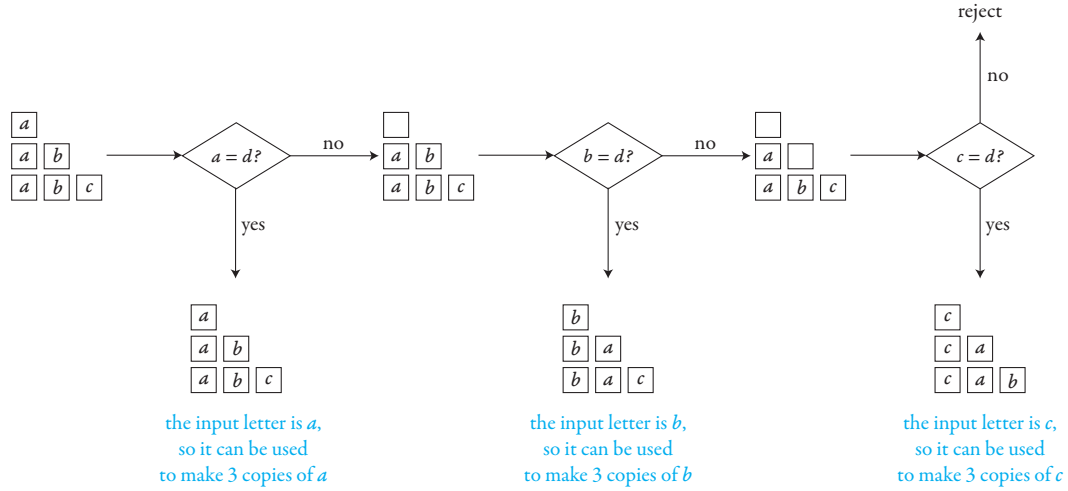 reject
no
a
a b
a b c
a = d?
no
a b
a b c
b = d?
no
a
a b c
c = d?
yes
yes
yes
a
a b
a b c
b
b a
b a c
c
c a
c a b
the input letter is a,
so it can be used
to make 3 copies of a
the input letter is b,
so it can be used
to make 3 copies of b
the input letter is c,
so it can be used
to make 3 copies of c